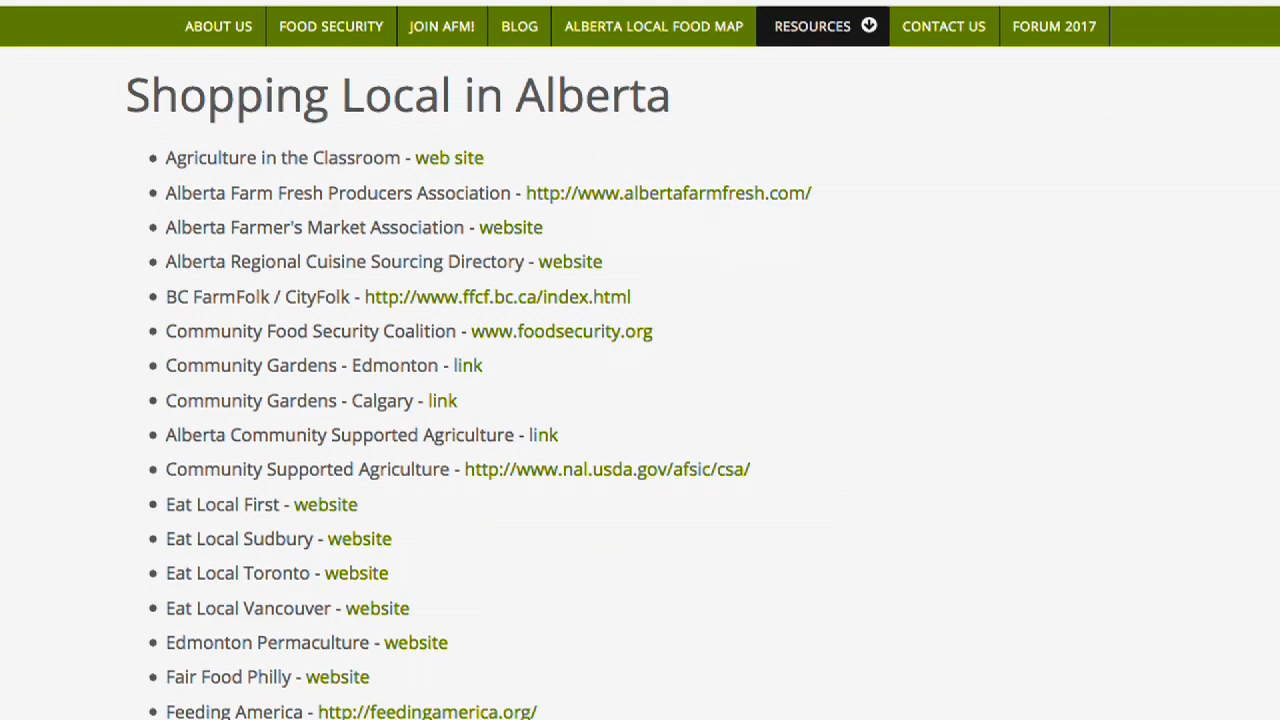 ABOUT US FOOD SECURITY JOIN AFM! BLOG ALBERTA LOCAL FOOD MAP RESOURCES CONTACT US FORUM 2017
Shopping Local in Alberta
Agriculture in the Classroom - web site
Alberta Farm Fresh Producers Association - http://www.albertafarmfresh.com/
Alberta Farmer's Market Association - website
Alberta Regional Cuisine Sourcing Directory - website
BC FarmFolk / CityFolk - http://www.ffcf.bc.ca/index.html
Community Food Security Coalition - www.foodsecurity.org
Community Gardens - Edmonton - link
Community Gardens - Calgary - link
Alberta Community Supported Agriculture - link
Community Supported Agriculture - http://www.nal.usda.gov/afsic/csa/
Eat Local First - website
Eat Local Sudbury - website
Eat Local Toronto - website
Eat Local Vancouver - website
Edmonton Permaculture - website
Fair Food Philly - website
Feeding America - http://feedingamerica.org/